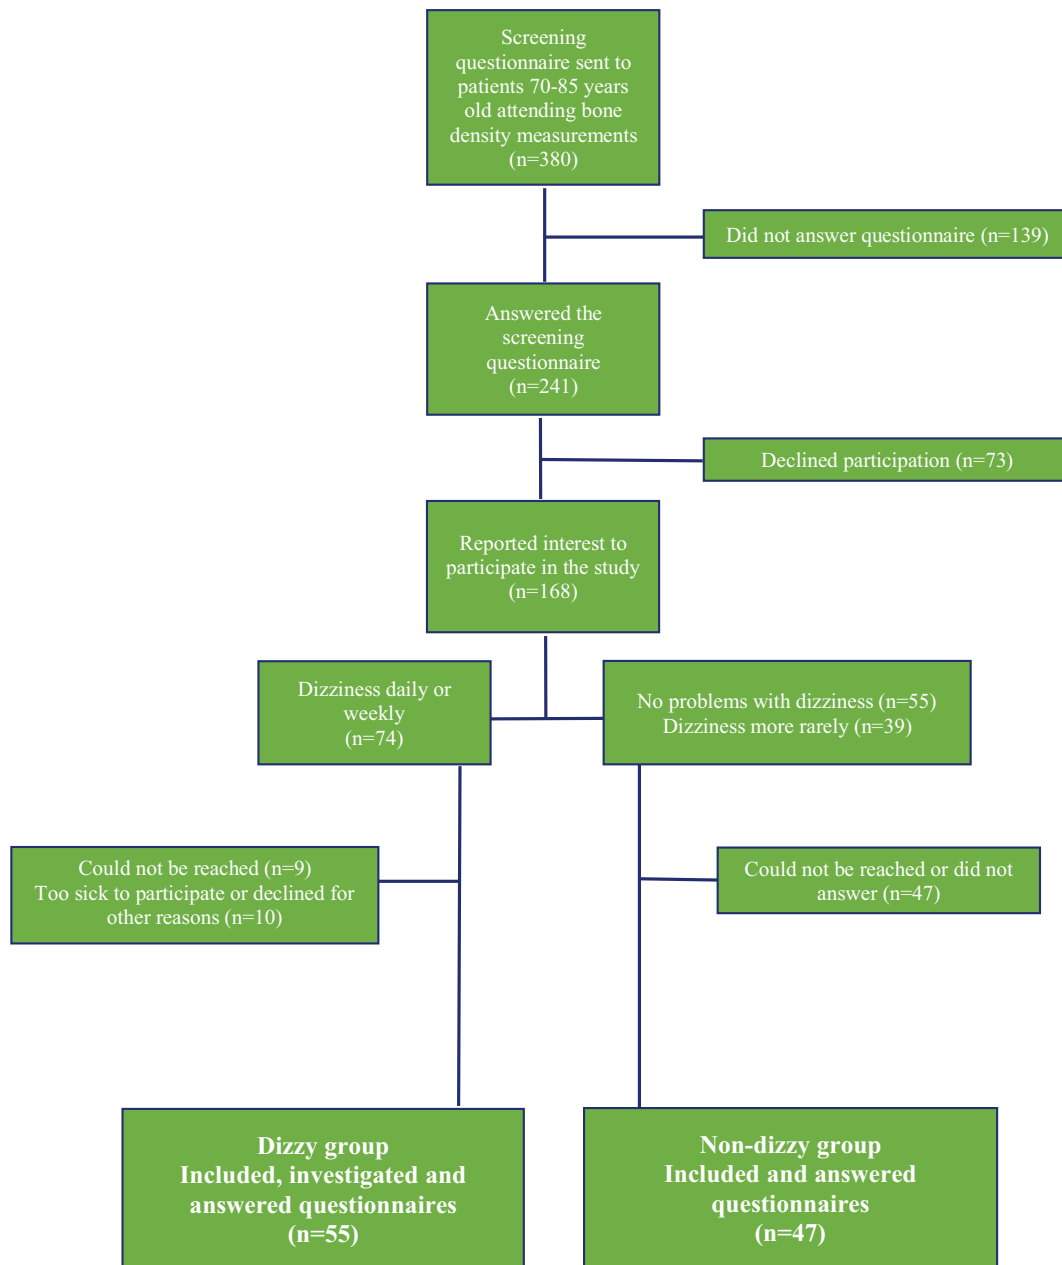 Screening
questionnaire sent to
patients 70-85 years
old attending bone
density measurements
(n=380)
Did not answer questionnaire (n=139)
Answered the
screening
questionnaire
(n=241)
Declined participation (n=73)
Reported interest to
participate in the study
(n=168)
Dizziness daily or
weekly
(n=74)
No problems with dizziness (n=55)
Dizziness more rarely (n=39)
Could not be reached (n=9)
Too sick to participate or declined for
other reasons (n=10)
Could not be reached or did not
answer (n=47)
Dizzy group
Included, investigated and
answered questionnaires
(n=55)
Non-dizzy group
Included and answered
questionnaires
(n=47)